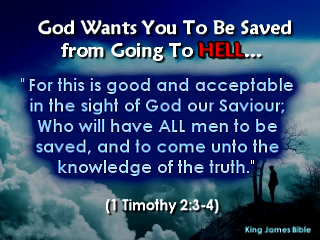 God Wants You To Be Saved
from Going To HELL...
" For this is good and acceptable
in the sight of God our Saviour;
Who will have ALL men to be
saved, and to come unto the
knowledge of the truth."
(1 Timothy 2:3-4)
King James Bible